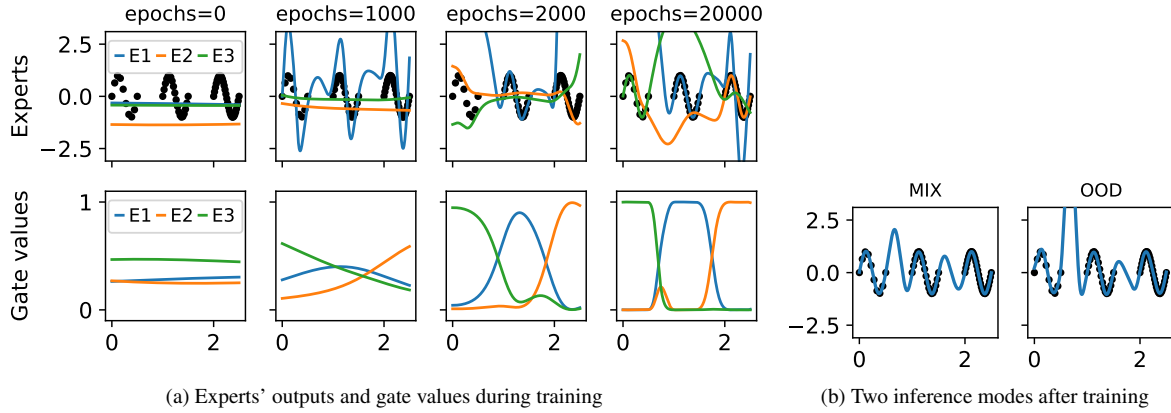 epochs=0 epochs=1000 epochs=2000 epochs=20000
Experts
2.5
0.0
−2.5
E1 E2 E3
Gate values
1
0
E1 E2 E3
0 2 0 2 0 2 0 2
(a) Experts' outputs and gate values during training
MIX OOD
2.5
0.0
−2.5
0 2 0 2
(b) Two inference modes after training